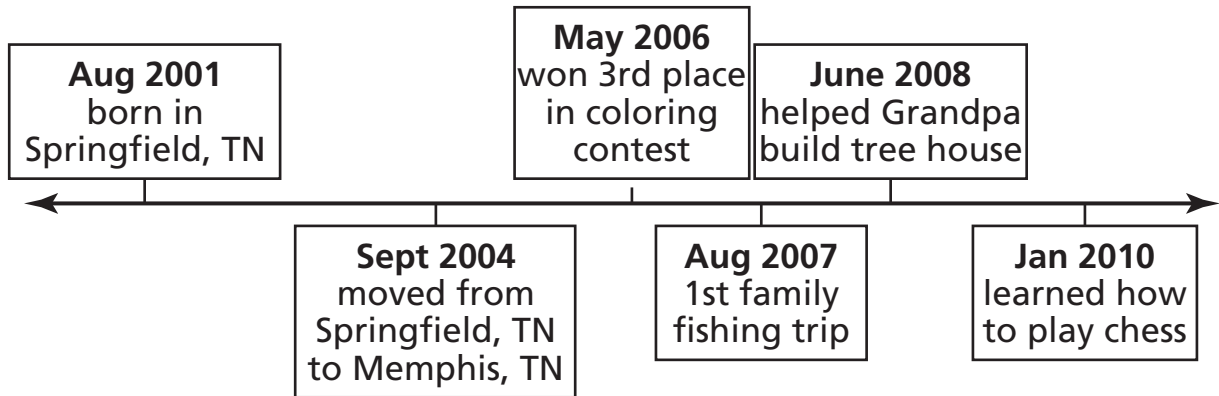 Aug 2001
born in
Springfield, TN
Sept 2004
moved from
Springfield, TN
to Memphis, TN
May 2006
won 3rd place
in coloring
contest
Aug 2007
1st family
fishing trip
June 2008
helped Grandpa
build tree house
Jan 2010
learned how
to play chess